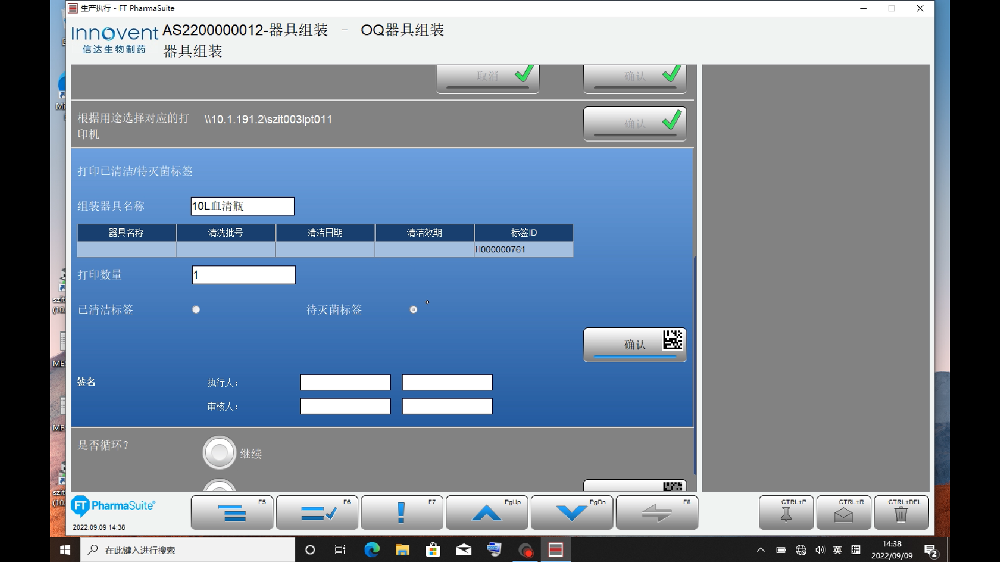 生产执行 - FT PharmaSuite
Innovent
信达生物制药
AS2200000012-器具组装 - OQ器具组装
器具组装
取消
确认
根据用途选择对应的打
印机
\\10.1.191.2\szit003lpt011
确认
打印已清洁/待灭菌标签
组装器具名称
10L血清瓶
器具名称 清洗批号 清洁日期 清洁效期 标签ID
H000000761
打印数量
1
已清洁标签
待灭菌标签
确认
签名
执行人：
审核人：
是否循环？
继续
FT PharmaSuite®
2022.09.09 14:38
F5
F6
F7
PgUp
PgDn
F8
CTRL+P
CTRL+R
CTRL+DEL
szit
(10.
ME
ME
szit
(10.
在此键入进行搜索
英
拼
14:38
2022/09/09
2